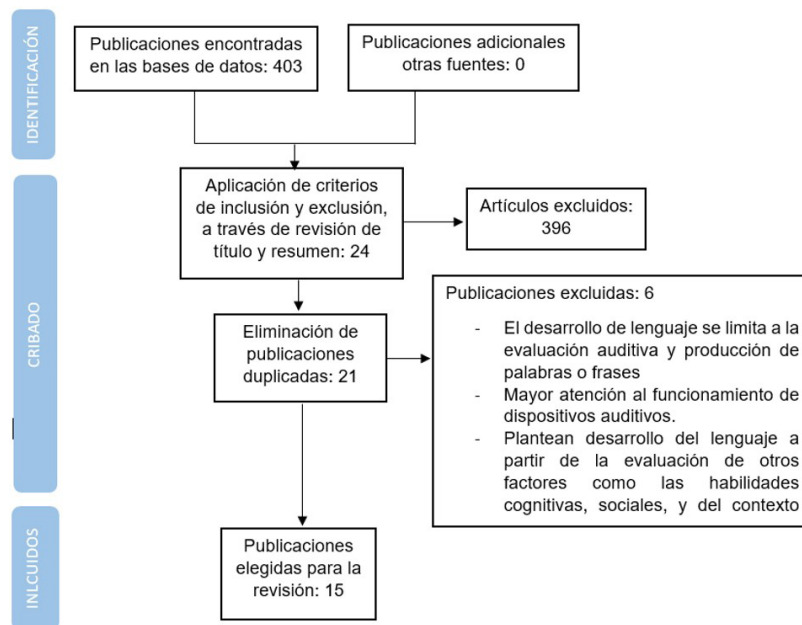 IDENTIFICACIÓN
Publicaciones encontradas
en las bases de datos: 403
Publicaciones adicionales
otras fuentes: 0
CRIBADO
Aplicación de criterios
de inclusión y exclusión,
a través de revisión de
título y resumen: 24
Artículos excluidos:
396
Eliminación de
publicaciones
duplicadas: 21
Publicaciones excluidas: 6
- El desarrollo de lenguaje se limita a la
evaluación auditiva y producción de
palabras o frases
- Mayor atención al funcionamiento de
dispositivos auditivos.
- Plantean desarrollo del lenguaje a
partir de la evaluación de otros
factores como las habilidades
cognitivas, sociales, y del contexto
INLCUIDOS
Publicaciones
elegidas para la
revisión: 15